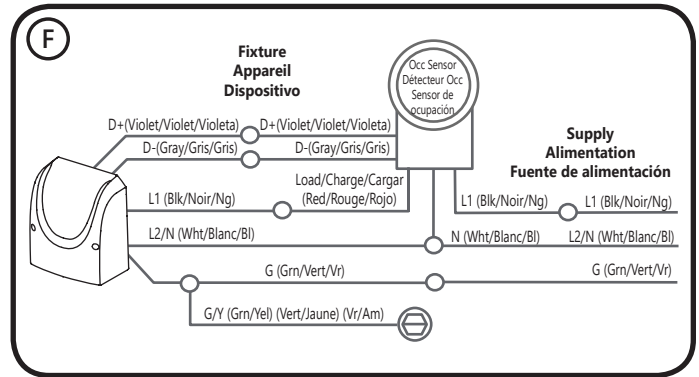 F
Fixture
Appareil
Dispositivo
Occ Sensor
Détecteur Occ
Sensor de
ocupación
Supply
Alimentation
Fuente de alimentación
D+(Violet/Violet/Violeta) D+(Violet/Violet/Violeta)
D-(Gray/Gris/Gris) D-(Gray/Gris/Gris)
Load/Charge/Cargar
(Red/Rouge/Rojo)
L1 (Blk/Noir/Ng) L1 (Blk/Noir/Ng) L1 (Blk/Noir/Ng)
L2/N (Wht/Blanc/Bl) N (Wht/Blanc/Bl) L2/N (Wht/Blanc/Bl)
G (Grn/Vert/Vr) G (Grn/Vert/Vr)
G/Y (Grn/Yel) (Vert/Jaune) (Vr/Am)